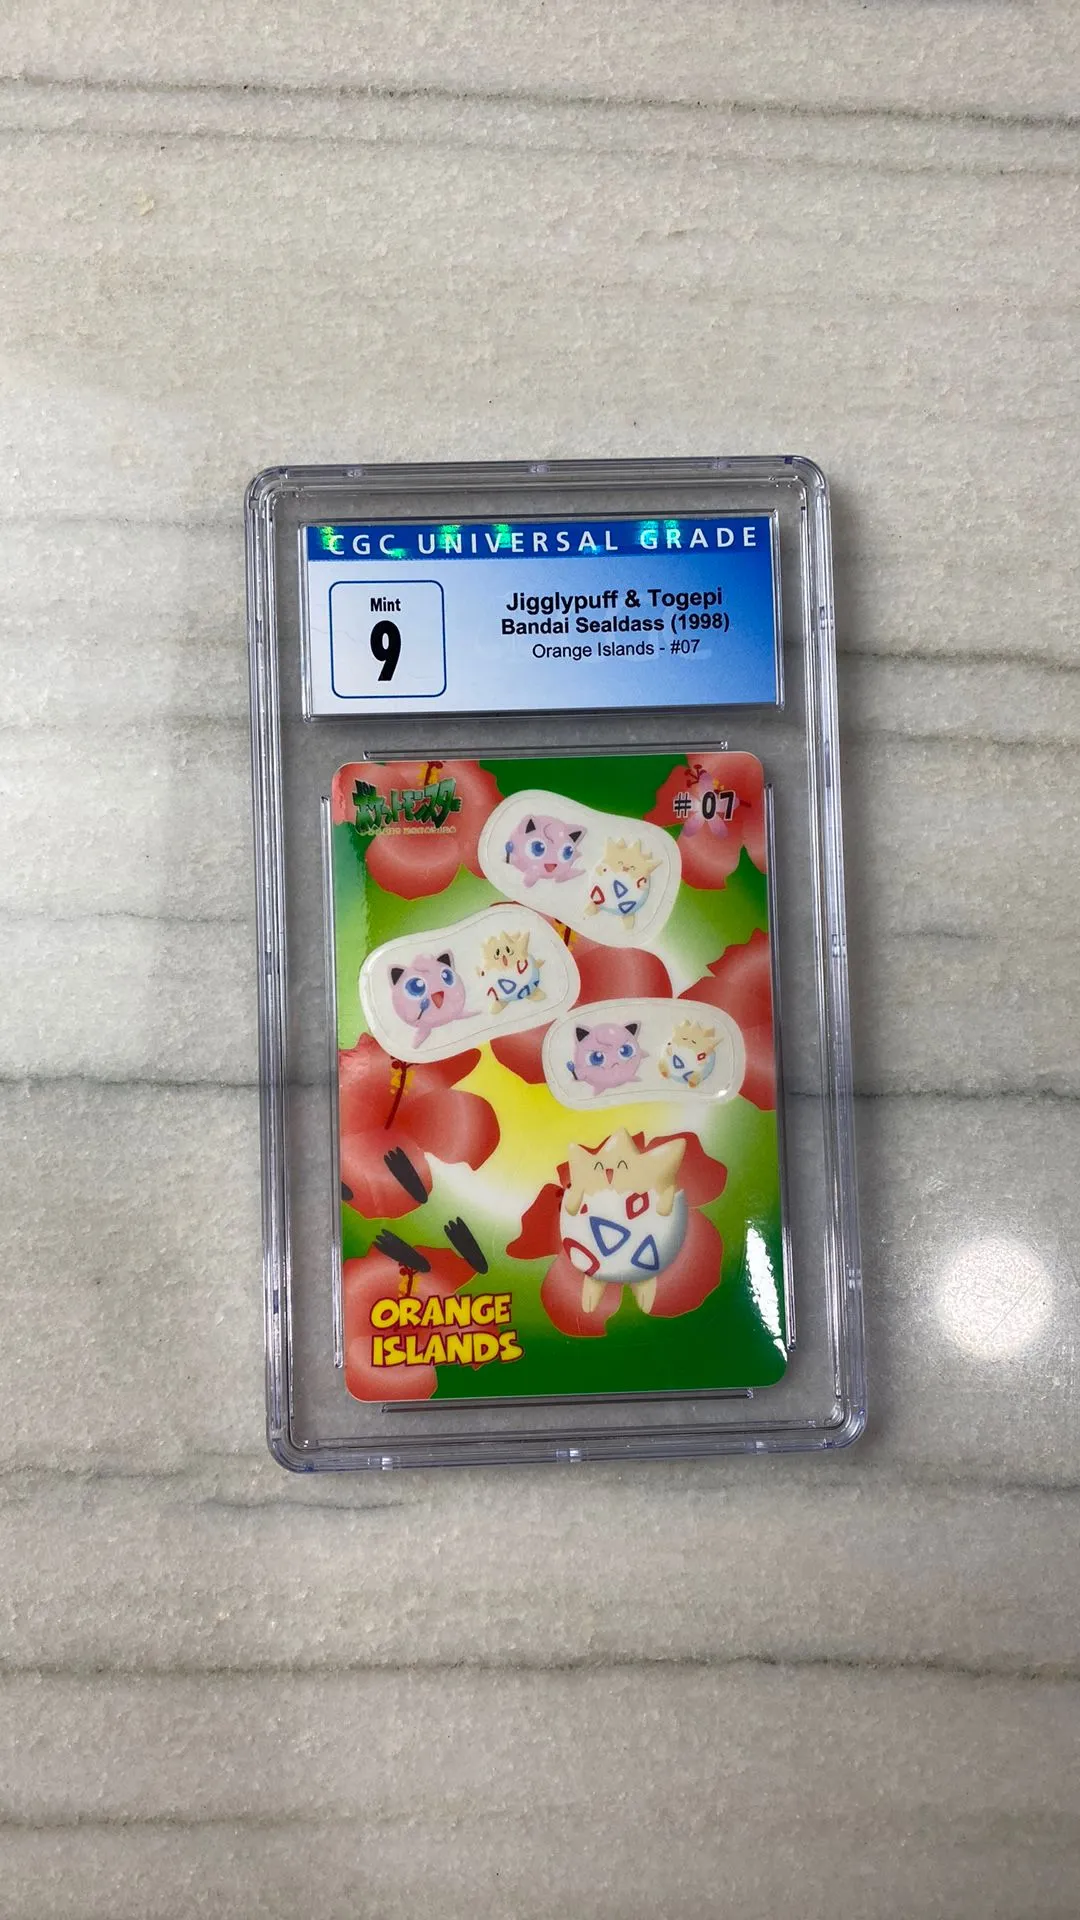 CGC UNIVERSAL GRADE
Mint
9
Jigglypuff & Togepi
Bandai Sealdass (1998)
Orange Islands - #07
ポケットモンスター
# 07
ORANGE
ISLANDS